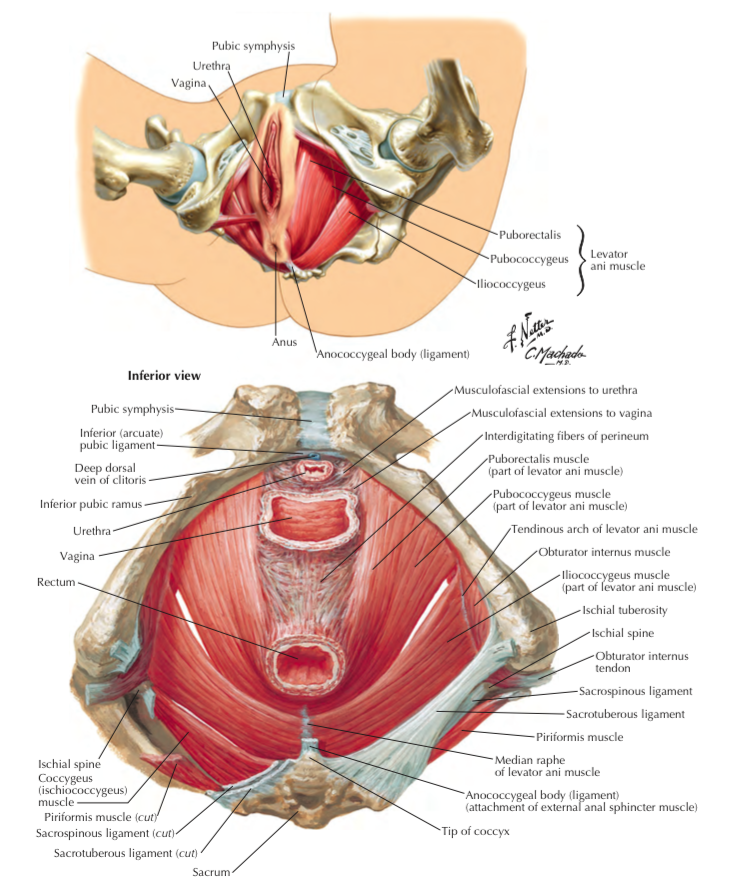 Pubic symphysis
Urethra
Vagina
Puborectalis
Pubococcygeus
Iliococcygeus
Levator
ani muscle
Anus
Anococcygeal body (ligament)
F. Netter
M.D.
C. Machado
M.D.
Inferior view
Pubic symphysis
Inferior (arcuate)
pubic ligament
Deep dorsal
vein of clitoris
Inferior pubic ramus
Urethra
Vagina
Rectum
Ischial spine
Coccygeus
(ischiococcygeus)
muscle
Piriformis muscle (cut)
Sacrospinous ligament (cut)
Sacrotuberous ligament (cut)
Sacrum
Musculofascial extensions to urethra
Musculofascial extensions to vagina
Interdigitating fibers of perineum
Puborectalis muscle
(part of levator ani muscle)
Pubococcygeus muscle
(part of levator ani muscle)
Tendinous arch of levator ani muscle
Obturator internus muscle
Iliococcygeus muscle
(part of levator ani muscle)
Ischial tuberosity
Ischial spine
Obturator internus
tendon
Sacrospinous ligament
Sacrotuberous ligament
Piriformis muscle
Median raphe
of levator ani muscle
Anococcygeal body (ligament)
(attachment of external anal sphincter muscle)
Tip of coccyx